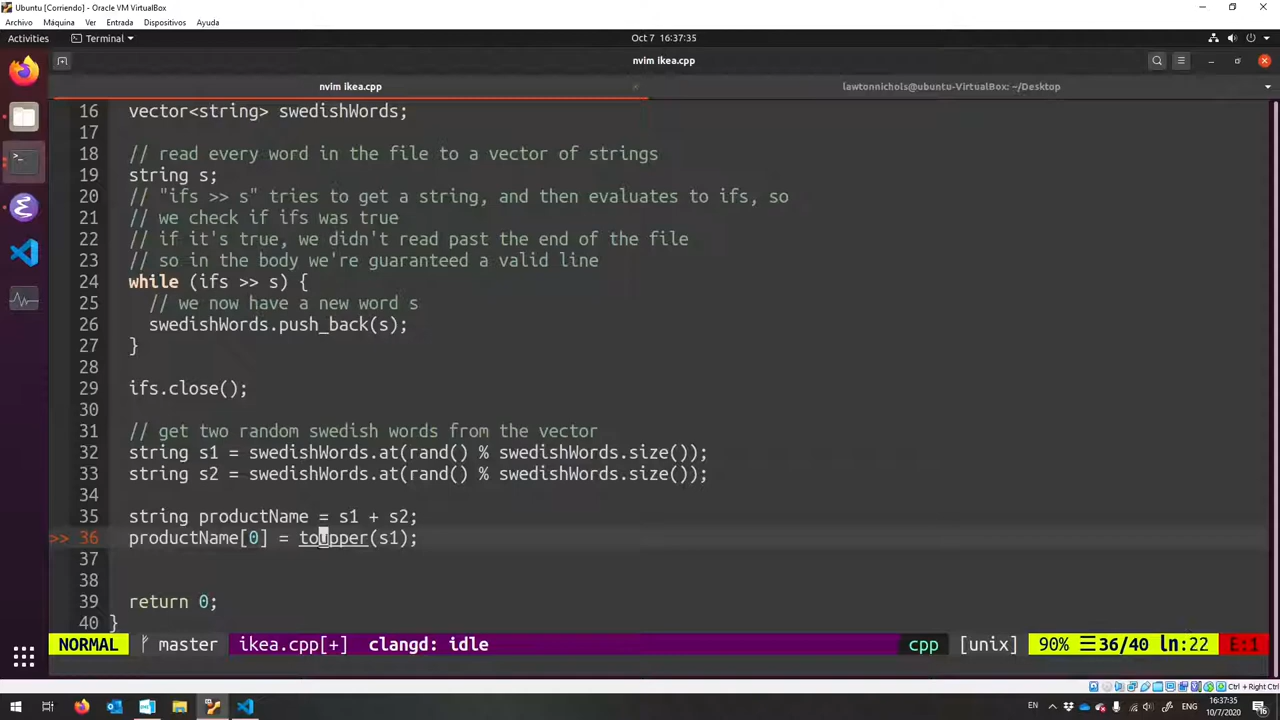 Ubuntu [Corriendo] - Oracle VM VirtualBox
Archivo Máquina Ver Entrada Dispositivos Ayuda
Activities Terminal Oct 7 16:37:35
nvim ikea.cpp
nvim ikea.cpp lawtonnichols@ubuntu-VirtualBox: ~/Desktop
16 vector<string> swedishWords;
17
18 // read every word in the file to a vector of strings
19 string s;
20 // "ifs >> s" tries to get a string, and then evaluates to ifs, so
21 // we check if ifs was true
22 // if it's true, we didn't read past the end of the file
23 // so in the body we're guaranteed a valid line
24 while (ifs >> s) {
25 // we now have a new word s
26 swedishWords.push_back(s);
27 }
28
29 ifs.close();
30
31 // get two random swedish words from the vector
32 string s1 = swedishWords.at(rand() % swedishWords.size());
33 string s2 = swedishWords.at(rand() % swedishWords.size());
34
35 string productName = s1 + s2;
>> 36 productName[0] = toupper(s1);
37
38
39 return 0;
40 }
NORMAL master ikea.cpp[+] clangd: idle cpp [unix] 90% ☰36/40 ln:22 E:1
Ctrl + Right Ctrl
EN ENG 16:37:35
10/7/2020